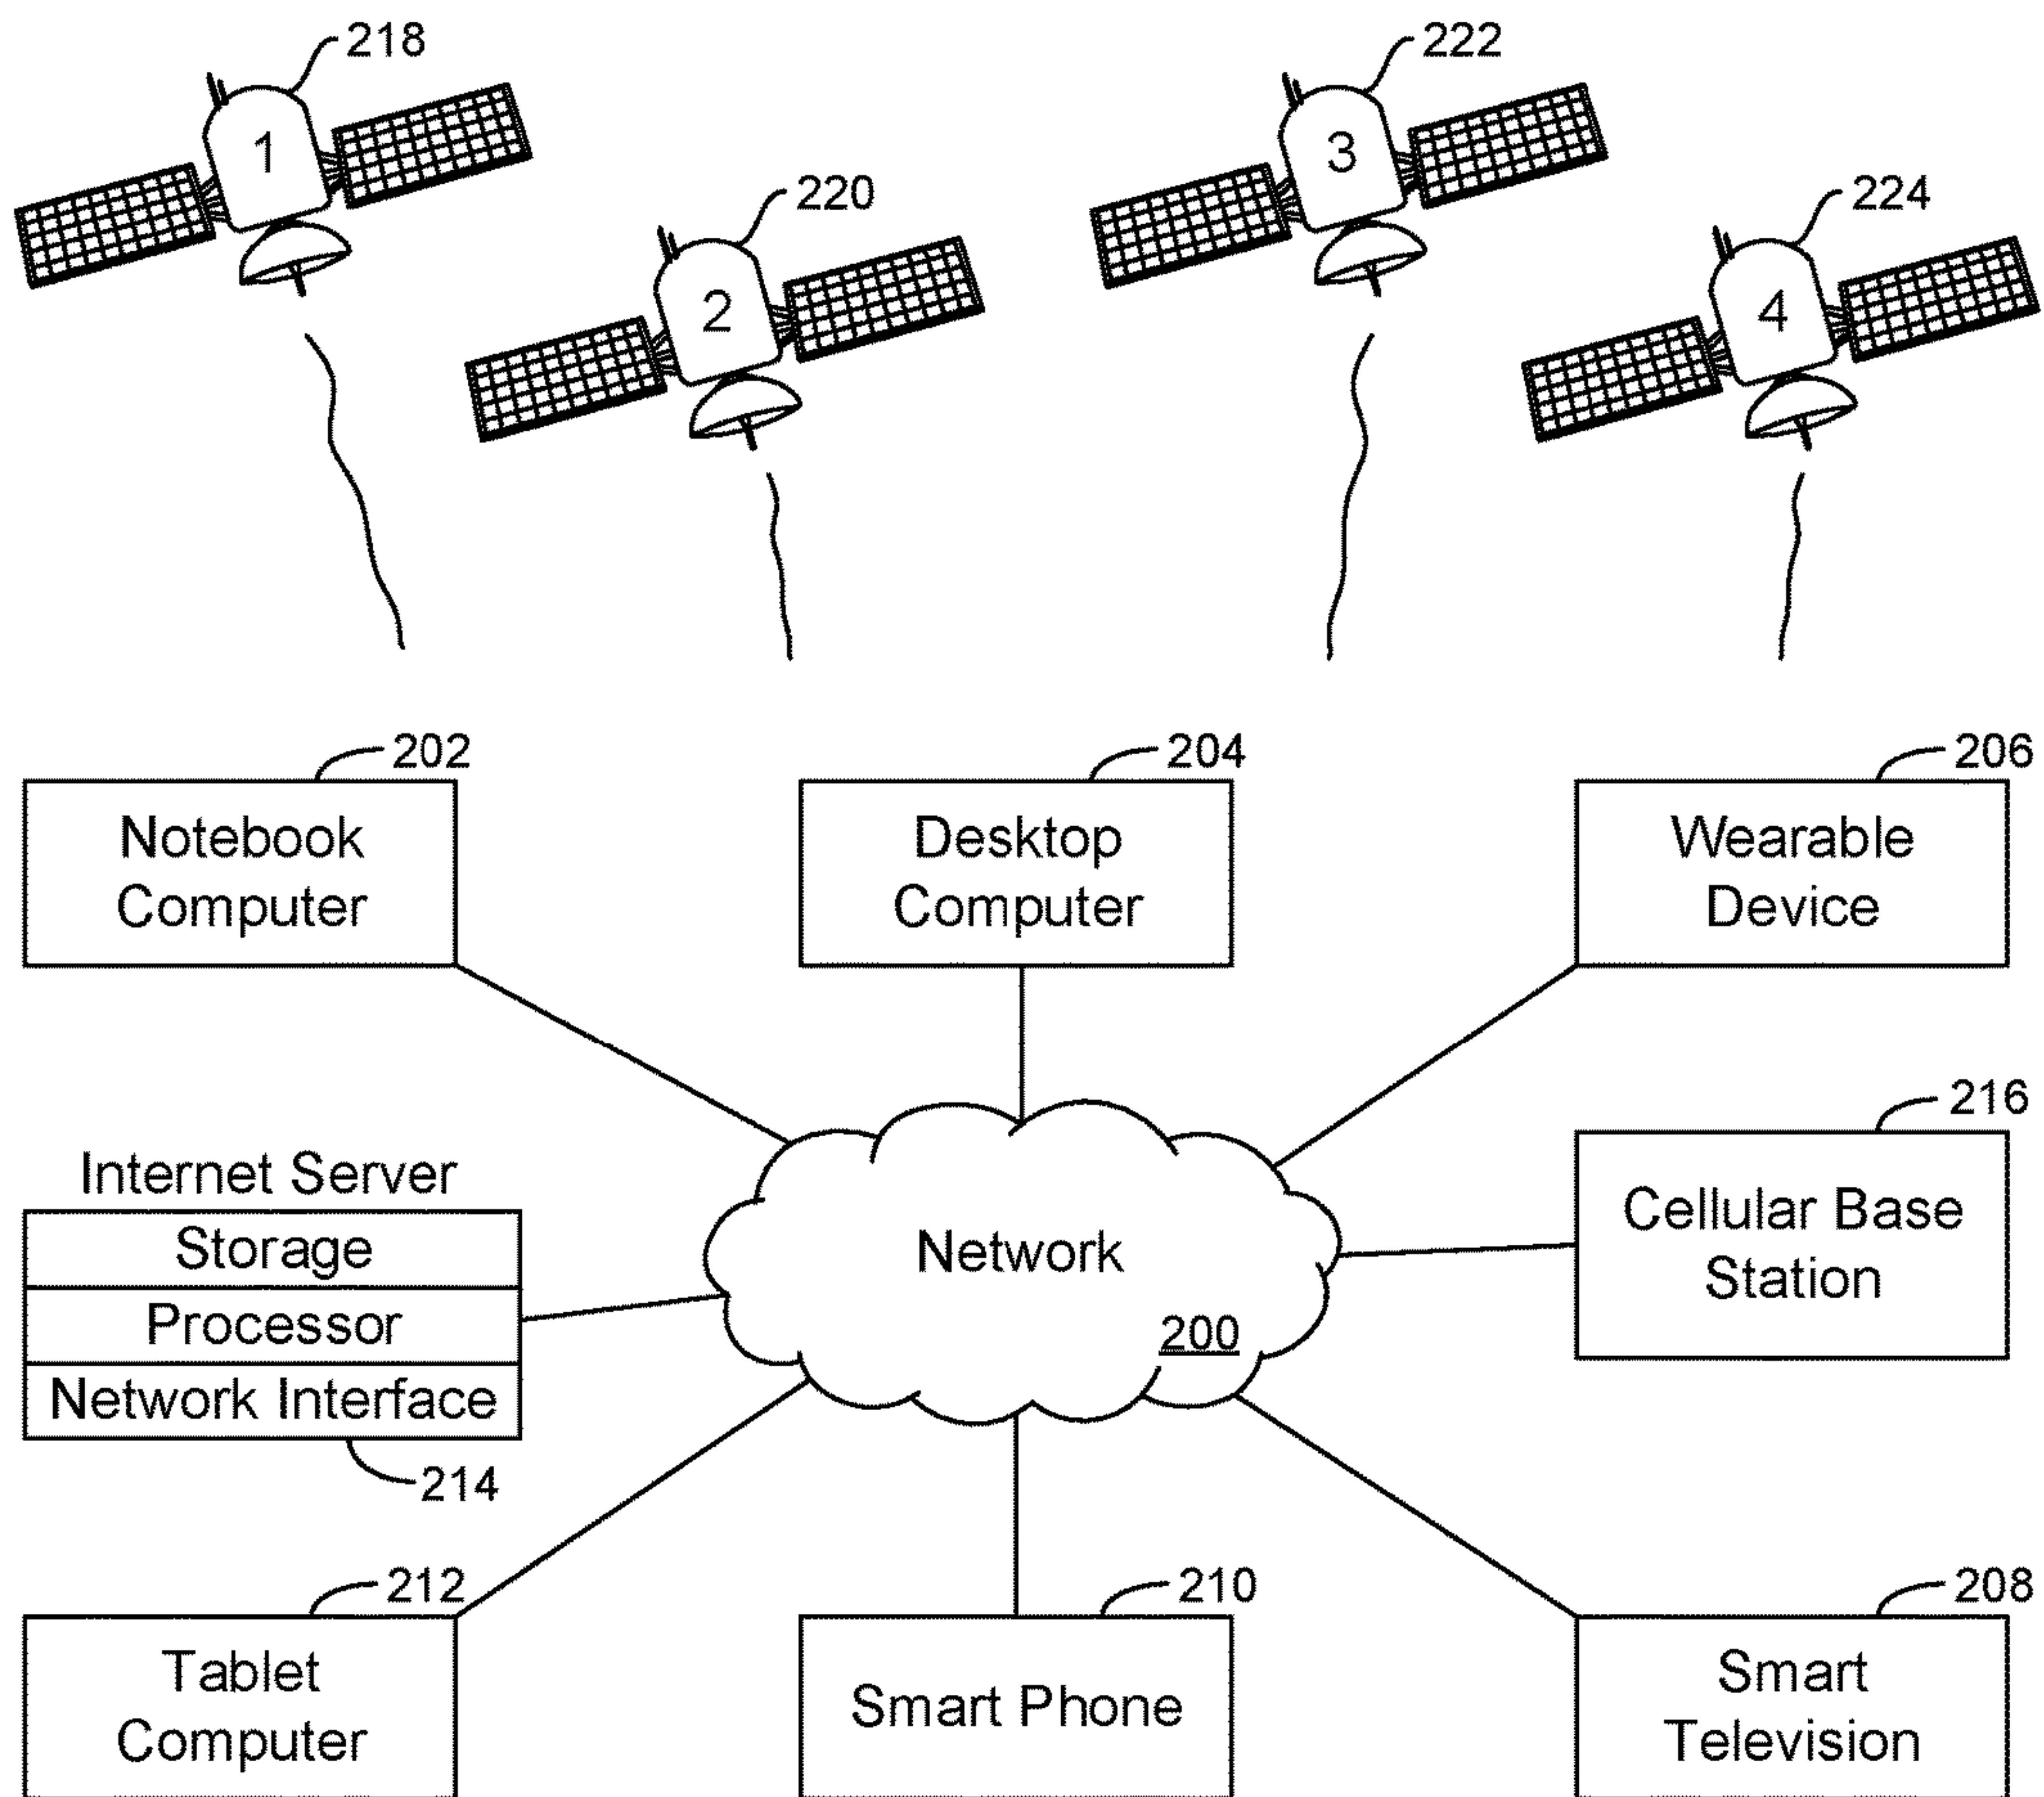 218
222
1
3
220
224
2
4
202
204
206
Notebook
Computer
Desktop
Computer
Wearable
Device
216
Internet Server
Storage
Processor
Network Interface
214
Network
200
Cellular Base
Station
212
210
208
Tablet
Computer
Smart Phone
Smart
Television